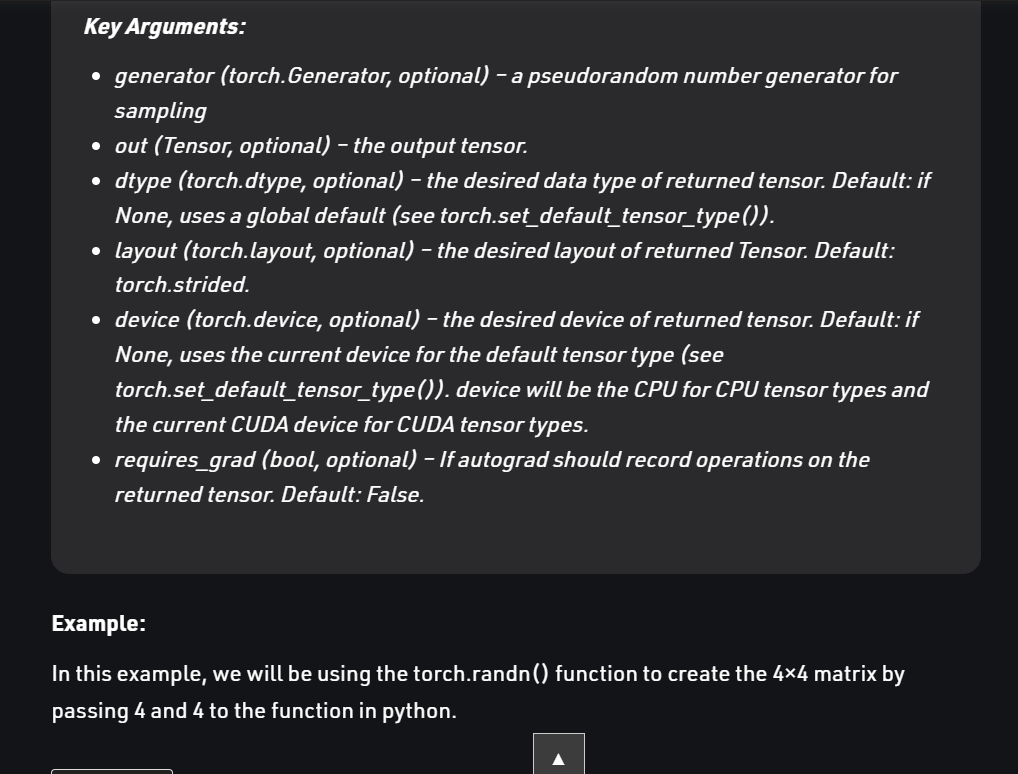 Key Arguments:
• generator (torch.Generator, optional) – a pseudorandom number generator for
sampling
• out (Tensor, optional) – the output tensor.
• dtype (torch.dtype, optional) – the desired data type of returned tensor. Default: if
None, uses a global default (see torch.set_default_tensor_type()).
• layout (torch.layout, optional) – the desired layout of returned Tensor. Default:
torch.strided.
• device (torch.device, optional) – the desired device of returned tensor. Default: if
None, uses the current device for the default tensor type (see
torch.set_default_tensor_type()). device will be the CPU for CPU tensor types and
the current CUDA device for CUDA tensor types.
• requires_grad (bool, optional) – If autograd should record operations on the
returned tensor. Default: False.
Example:
In this example, we will be using the torch.randn() function to create the 4×4 matrix by
passing 4 and 4 to the function in python.